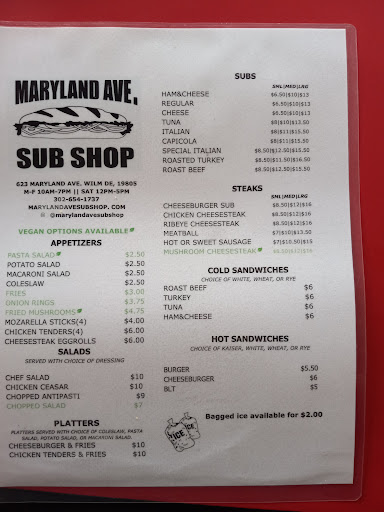 MARYLAND AVE.
SUB SHOP
623 MARYLAND AVE. WILM DE, 19805
M-F 10AM-7PM || SAT 12PM-5PM
302-654-1737
MARYLANDAVESUBSHOP.COM
@marylandavesubshop
VEGAN OPTIONS AVAILABLE
APPETIZERS
PASTA SALAD $2.50
POTATO SALAD $2.50
MACARONI SALAD $2.50
COLESLAW $2.50
FRIES $3.00
ONION RINGS $3.75
FRIED MUSHROOMS $4.75
MOZARELLA STICKS(4) $4.00
CHICKEN TENDERS(4) $6.00
CHEESESTEAK EGGROLLS $6.00
SALADS
SERVED WITH CHOICE OF DRESSING
CHEF SALAD $10
CHICKEN CEASAR $10
CHOPPED ANTIPASTI $9
CHOPPED SALAD $7
PLATTERS
PLATTERS SERVED WITH CHOICE OF COLESLAW, PASTA
SALAD, POTATO SALAD, OR MACARONI SALAD.
CHEESEBURGER & FRIES $10
CHICKEN TENDERS & FRIES $10
SUBS
SML|MED|LRG
HAM&CHEESE $6.50|$10|$13
REGULAR $6.50|$10|$13
CHEESE $6.50|$10|$13
TUNA $8|$10|$13.50
ITALIAN $8|$11|$15.50
CAPICOLA $8|$11|$15.50
SPECIAL ITALIAN $8.50|$12.50|$15.50
ROASTED TURKEY $8.50|$11.50|$16.50
ROAST BEEF $8.50|$12.50|$15.50
STEAKS
SML|MED|LRG
CHEESEBURGER SUB $8.50|$12|$16
CHICKEN CHEESESTEAK $8.50|$12|$16
RIBEYE CHEESESTEAK $8.50|$12|$16
MEATBALL $7|$10|$13.50
HOT OR SWEET SAUSAGE $7|$10.50|$15
MUSHROOM CHEESESTEAK $8.50|$12|$16
COLD SANDWICHES
CHOICE OF WHITE, WHEAT, OR RYE
ROAST BEEF $6
TURKEY $6
TUNA $6
HAM&CHEESE $6
HOT SANDWICHES
CHOICE OF KAISER, WHITE, WHEAT, OR RYE
BURGER $5.50
CHEESEBURGER $6
BLT $5
ICE
ICE
Bagged ice available for $2.00